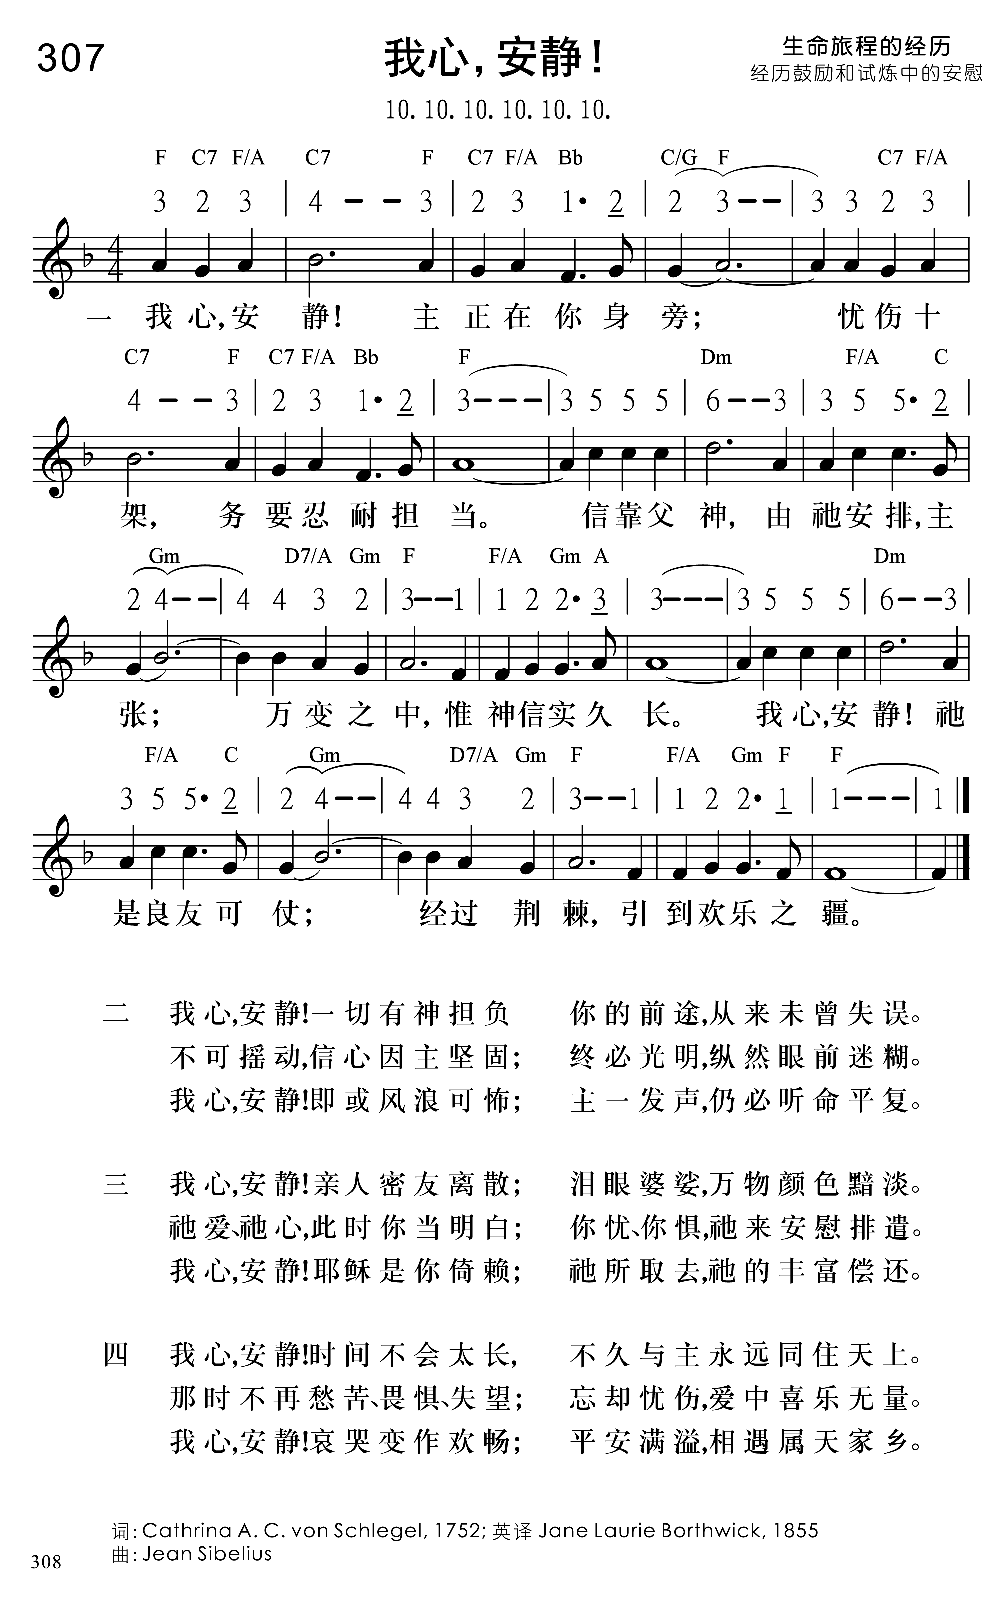 307
我心，安静！
生命旅程的经历
经历鼓励和试炼中的安慰
10. 10. 10. 10. 10. 10.
F C7 F/A C7 F C7 F/A Bb C/G F C7 F/A
3 2 3 | 4 - - 3 | 2 3 1• 2 | 2 3 - - | 3 3 2 3 |
一 我心,安静！ 主正在你身旁； 忧伤十
C7 F C7 F/A Bb F Dm F/A C
4 - - 3 | 2 3 1• 2 | 3 - - - | 3 5 5 5 | 6 - - 3 | 3 5 5• 2 |
架， 务要忍耐担当。 信靠父神，由祂安排,主
Gm D7/A Gm F F/A Gm A Dm
2 4 - - | 4 4 3 2 | 3 - - 1 | 1 2 2• 3 | 3 - - - | 3 5 5 5 | 6 - - 3 |
张； 万变之中，惟神信实久长。 我心,安静！祂
F/A C Gm D7/A Gm F F/A Gm F F
3 5 5• 2 | 2 4 - - | 4 4 3 2 | 3 - - 1 | 1 2 2• 1 | 1 - - - | 1
是良友可仗； 经过荆棘，引到欢乐之疆。
二 我心,安静!一切有神担负 你的前途,从来未曾失误。
不可摇动,信心因主坚固； 终必光明,纵然眼前迷糊。
我心,安静!即或风浪可怖； 主一发声,仍必听命平复。
三 我心,安静!亲人密友离散； 泪眼婆娑,万物颜色黯淡。
祂爱、祂心,此时你当明白； 你忧、你惧,祂来安慰排遣。
我心,安静!耶稣是你倚赖； 祂所取去,祂的丰富偿还。
四 我心,安静!时间不会太长， 不久与主永远同住天上。
那时不再愁苦、畏惧、失望； 忘却忧伤,爱中喜乐无量。
我心,安静!哀哭变作欢畅； 平安满溢,相遇属天家乡。
词: Cathrina A. C. von Schlegel, 1752; 英译 Jane Laurie Borthwick, 1855
曲: Jean Sibelius
308